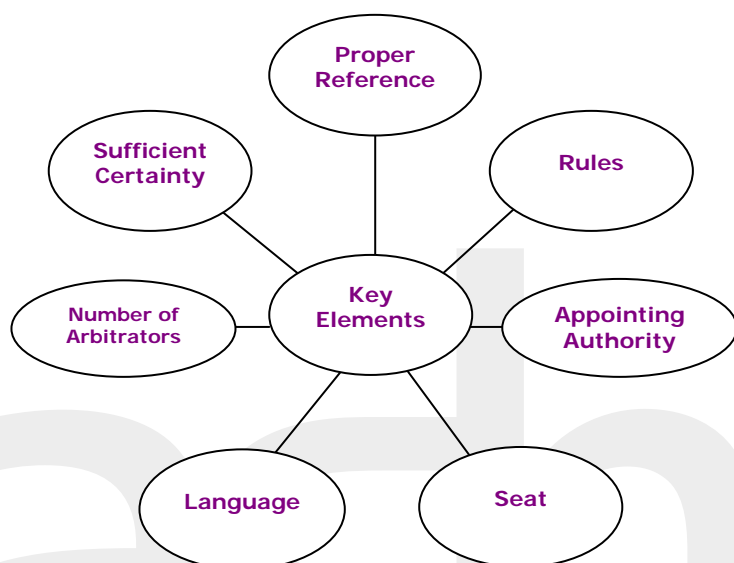 Proper
Reference
Sufficient
Certainty
Rules
Key
Elements
Number of
Arbitrators
Appointing
Authority
Language
Seat